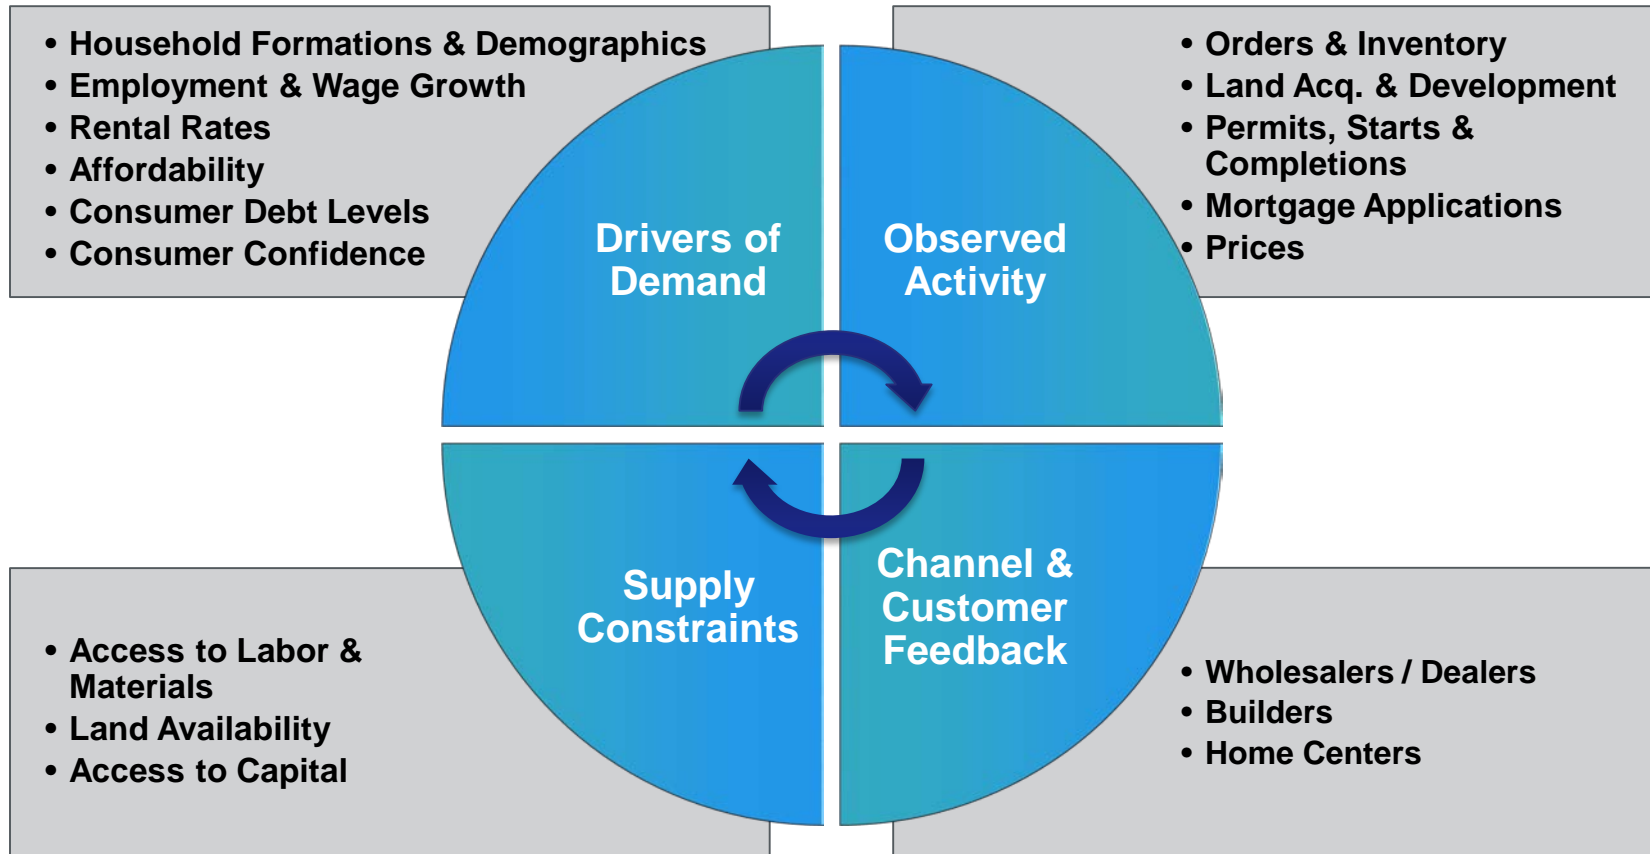 • Household Formations & Demographics
• Employment & Wage Growth
• Rental Rates
• Affordability
• Consumer Debt Levels
• Consumer Confidence
• Orders & Inventory
• Land Acq. & Development
• Permits, Starts &
Completions
• Mortgage Applications
• Prices
Drivers of
Demand
Observed
Activity
Supply
Constraints
Channel &
Customer
Feedback
• Access to Labor &
Materials
• Land Availability
• Access to Capital
• Wholesalers / Dealers
• Builders
• Home Centers